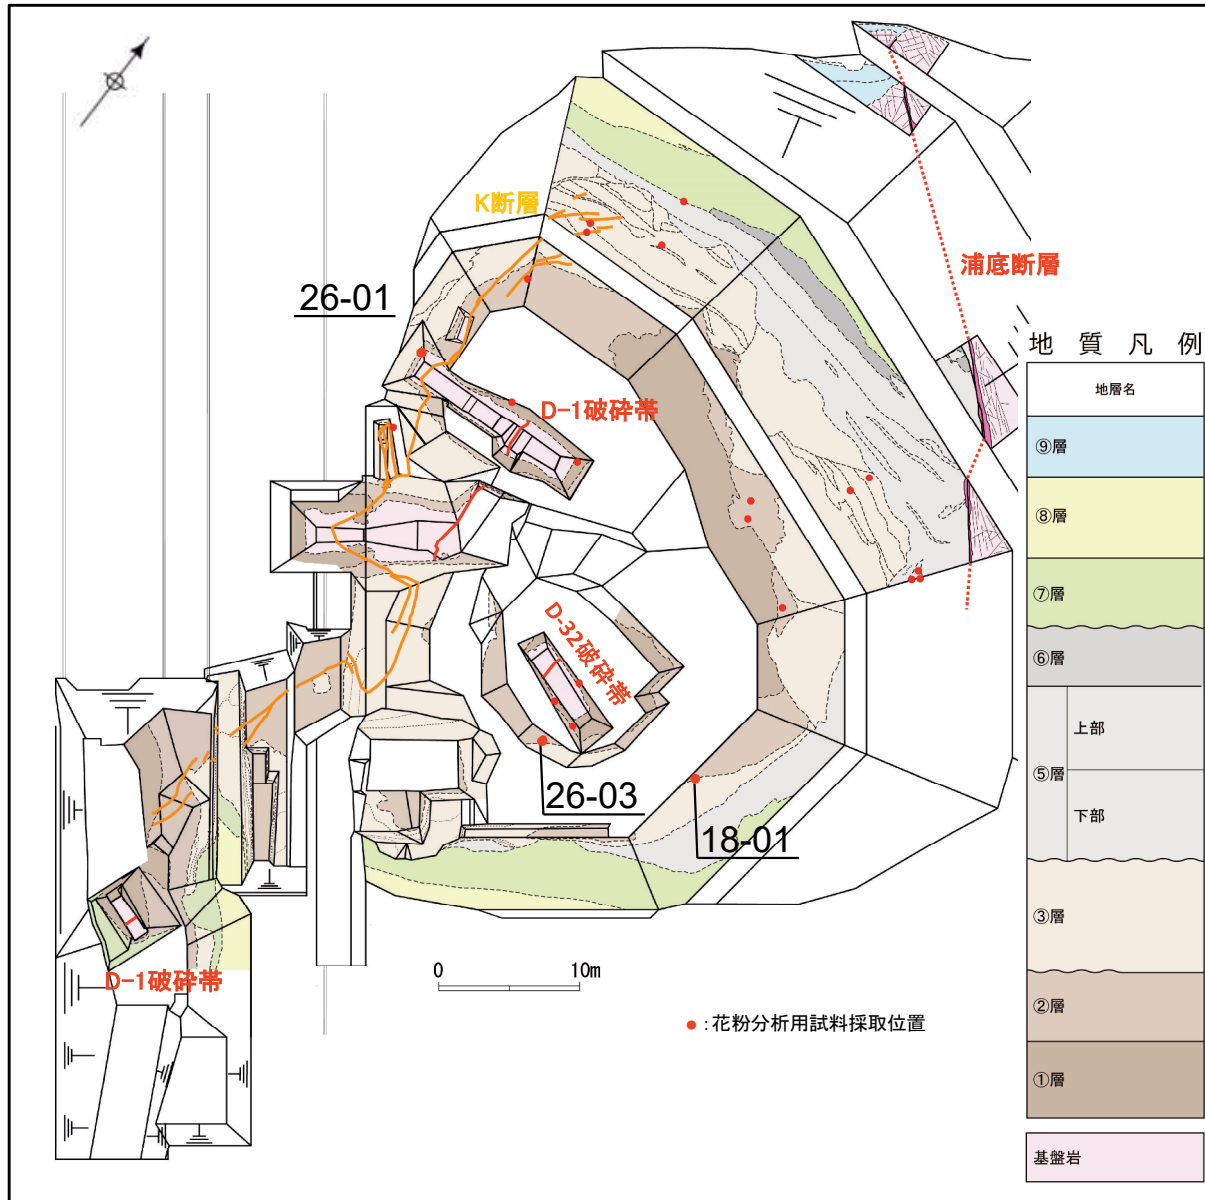 K断層
浦底断層
26-01
地質凡例
地層名
D-1破砕帯
⑨層
⑧層
⑦層
D-32破砕帯
⑥層
上部
⑤層
下部
26-03
18-01
③層
D-1破砕帯
0 10m
②層
●:花粉分析用試料採取位置
①層
基盤岩